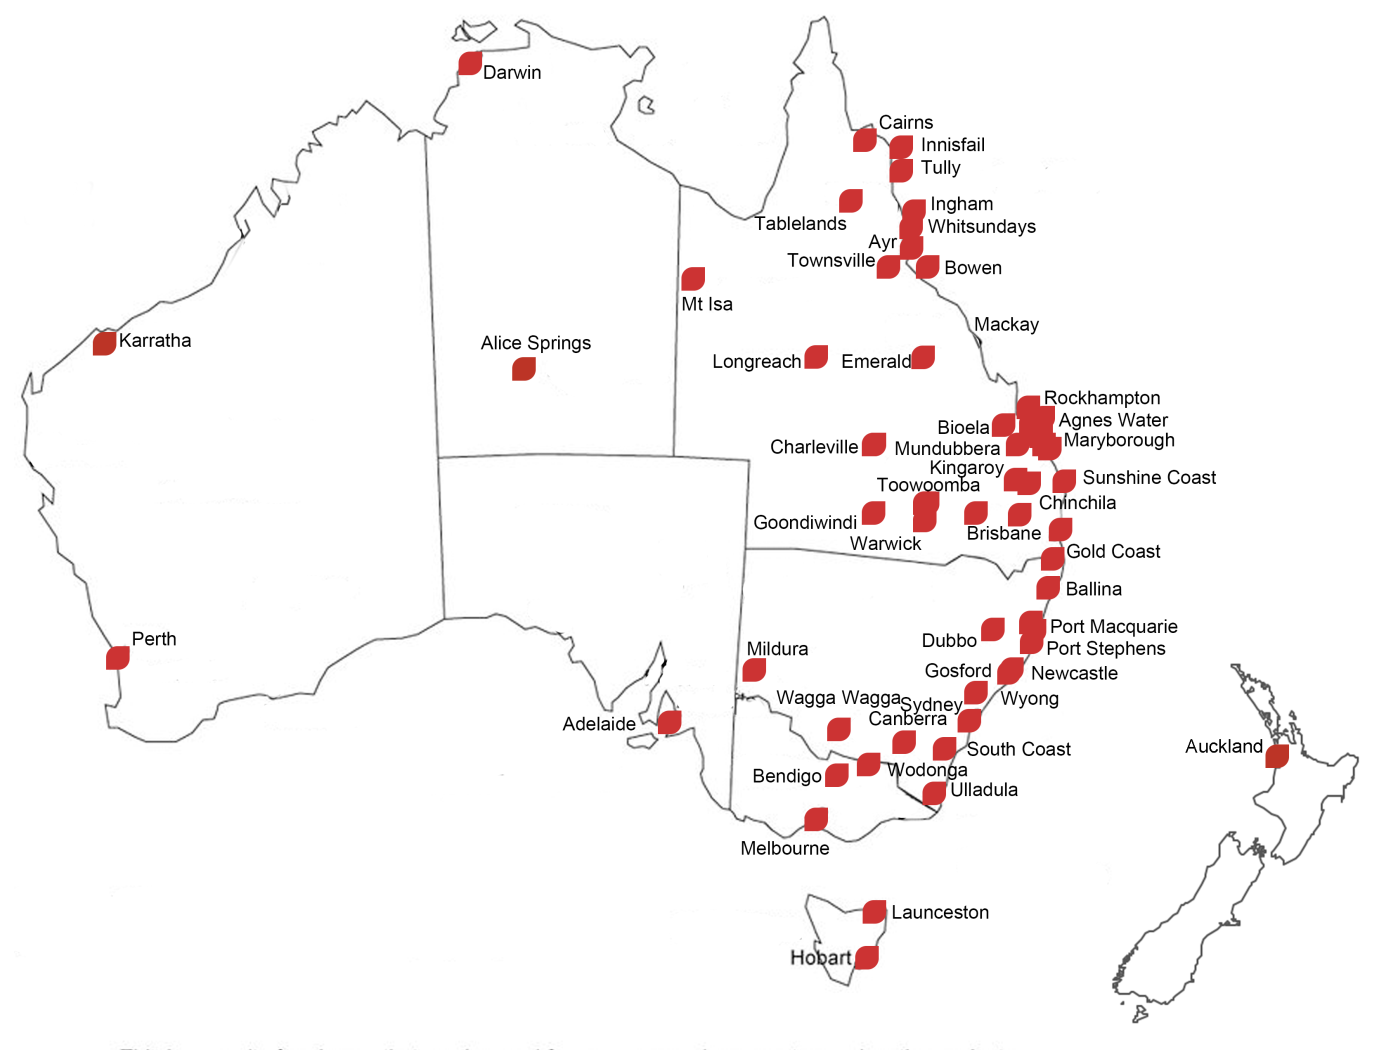 Darwin
Cairns
Innisfail
Tully
Ingham
Tablelands
Whitsundays
Ayr
Townsville
Bowen
Mt Isa
Mackay
Karratha
Alice Springs
Longreach
Emerald
Rockhampton
Agnes Water
Bioela
Maryborough
Charleville
Mundubbera
Kingaroy
Sunshine Coast
Toowoomba
Chinchila
Goondiwindi
Brisbane
Warwick
Gold Coast
Ballina
Port Macquarie
Perth
Dubbo
Port Stephens
Mildura
Gosford
Newcastle
Wagga Wagga
Wyong
Sydney
Canberra
Adelaide
Auckland
South Coast
Wodonga
Bendigo
Ulladula
Melbourne
Launceston
Hobart